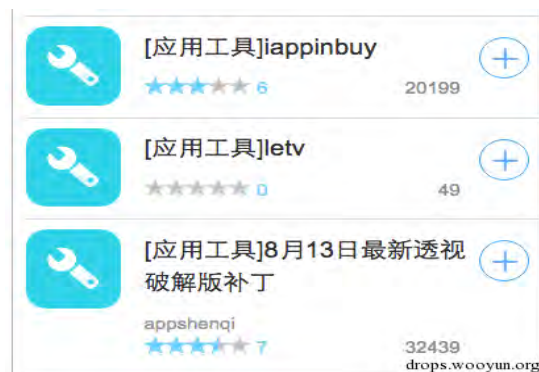 [应用工具]iappinbuy
6 20199
[应用工具]letv
0 49
[应用工具]8月13日最新透视
破解版补丁
appshenqi
7 32439
drops.wooyun.org